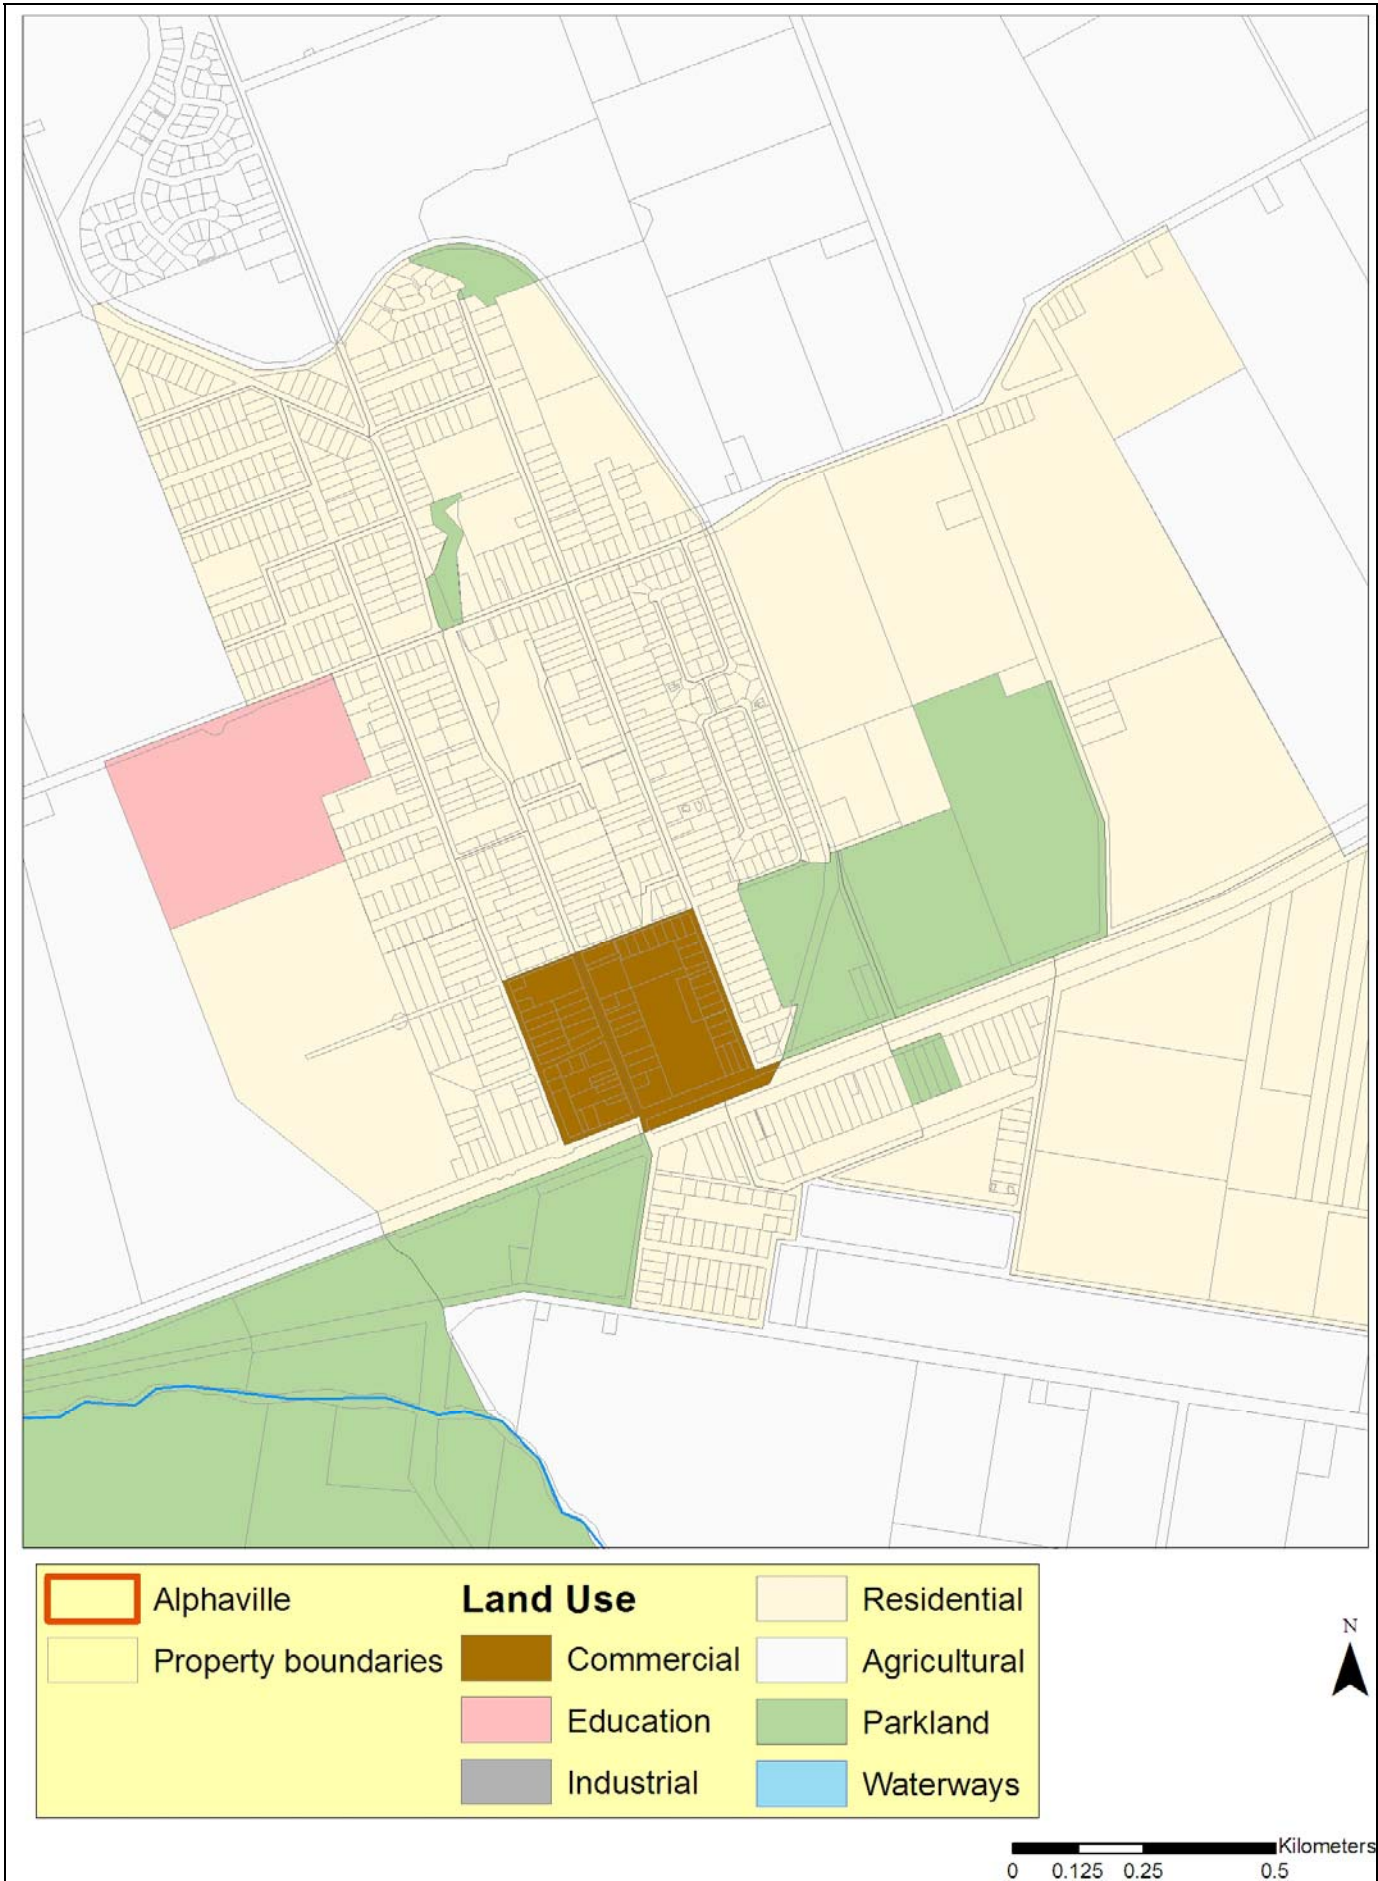 Alphaville
Property boundaries
Land Use
Commercial
Education
Industrial
Residential
Agricultural
Parkland
Waterways
N
Kilometers
0 0.125 0.25 0.5